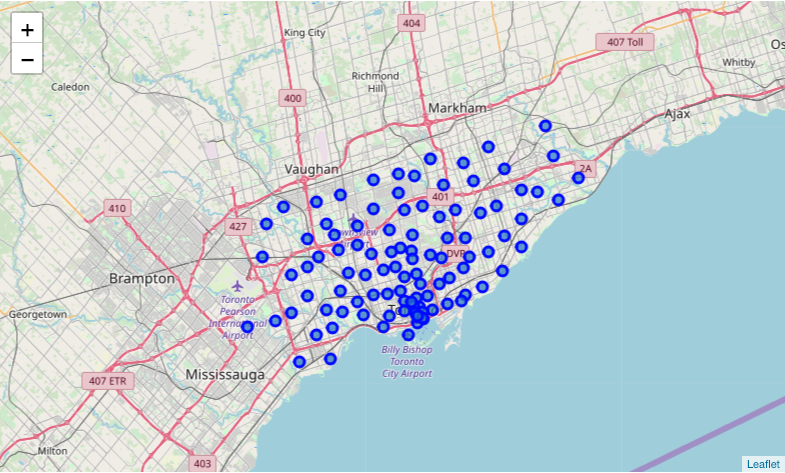 +
−
404
King City
407 Toll
Os
Richmond
Hill
Whitby
Caledon
400
Markham
Ajax
Vaughan
2A
401
410
427
DVP
Brampton
Toronto
Pearson
International
Airport
Georgetown
Billy Bishop
Toronto
City Airport
Mississauga
407 ETR
Milton
403
Leaflet